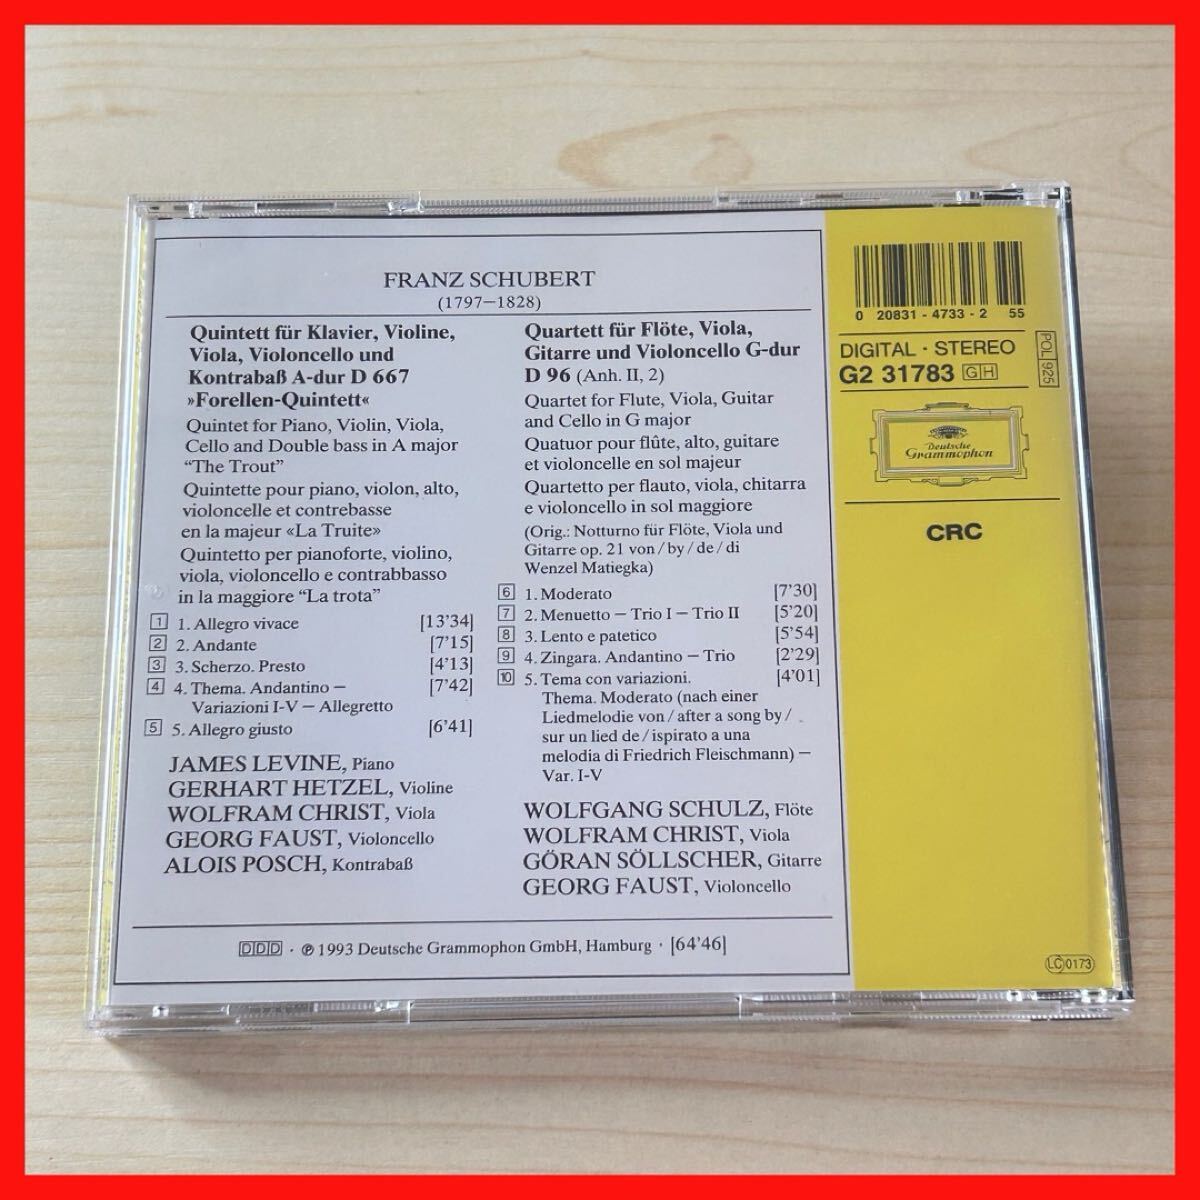 FRANZ SCHUBERT
(1797–1828)
Quintett für Klavier, Violine,
Viola, Violoncello und
Kontrabaß A-dur D 667
»Forellen-Quintett«
Quintet for Piano, Violin, Viola,
Cello and Double bass in A major
“The Trout”
Quintette pour piano, violon, alto,
violoncelle et contrebasse
en la majeur «La Truite»
Quintetto per pianoforte, violino,
viola, violoncello e contrabbasso
in la maggiore “La trota”
1 1. Allegro vivace [13'34]
2 2. Andante [7'15]
3 3. Scherzo. Presto [4'13]
4 4. Thema. Andantino – [7'42]
Variazioni I-V – Allegretto
5 5. Allegro giusto [6'41]
JAMES LEVINE, Piano
GERHART HETZEL, Violine
WOLFRAM CHRIST, Viola
GEORG FAUST, Violoncello
ALOIS POSCH, Kontrabaß
Quartett für Flöte, Viola,
Gitarre und Violoncello G-dur
D 96 (Anh. II, 2)
Quartet for Flute, Viola, Guitar
and Cello in G major
Quatuor pour flûte, alto, guitare
et violoncelle en sol majeur
Quartetto per flauto, viola, chitarra
e violoncello in sol maggiore
(Orig.: Notturno für Flöte, Viola und
Gitarre op. 21 von / by / de / di
Wenzel Matiegka)
6 1. Moderato [7'30]
7 2. Menuetto – Trio I – Trio II [5'20]
8 3. Lento e patetico [5'54]
9 4. Zingara. Andantino – Trio [2'29]
10 5. Tema con variazioni. [4'01]
Thema. Moderato (nach einer
Liedmelodie von / after a song by /
sur un lied de / ispirato a una
melodia di Friedrich Fleischmann) –
Var. I-V
WOLFGANG SCHULZ, Flöte
WOLFRAM CHRIST, Viola
GÖRAN SÖLLSCHER, Gitarre
GEORG FAUST, Violoncello
DDD · ℗ 1993 Deutsche Grammophon GmbH, Hamburg · [64'46]
0 20831 - 4733 - 2 55
DIGITAL · STEREO
G2 31783 GH
POL 925
Deutsche
Grammophon
CRC
LC 0173